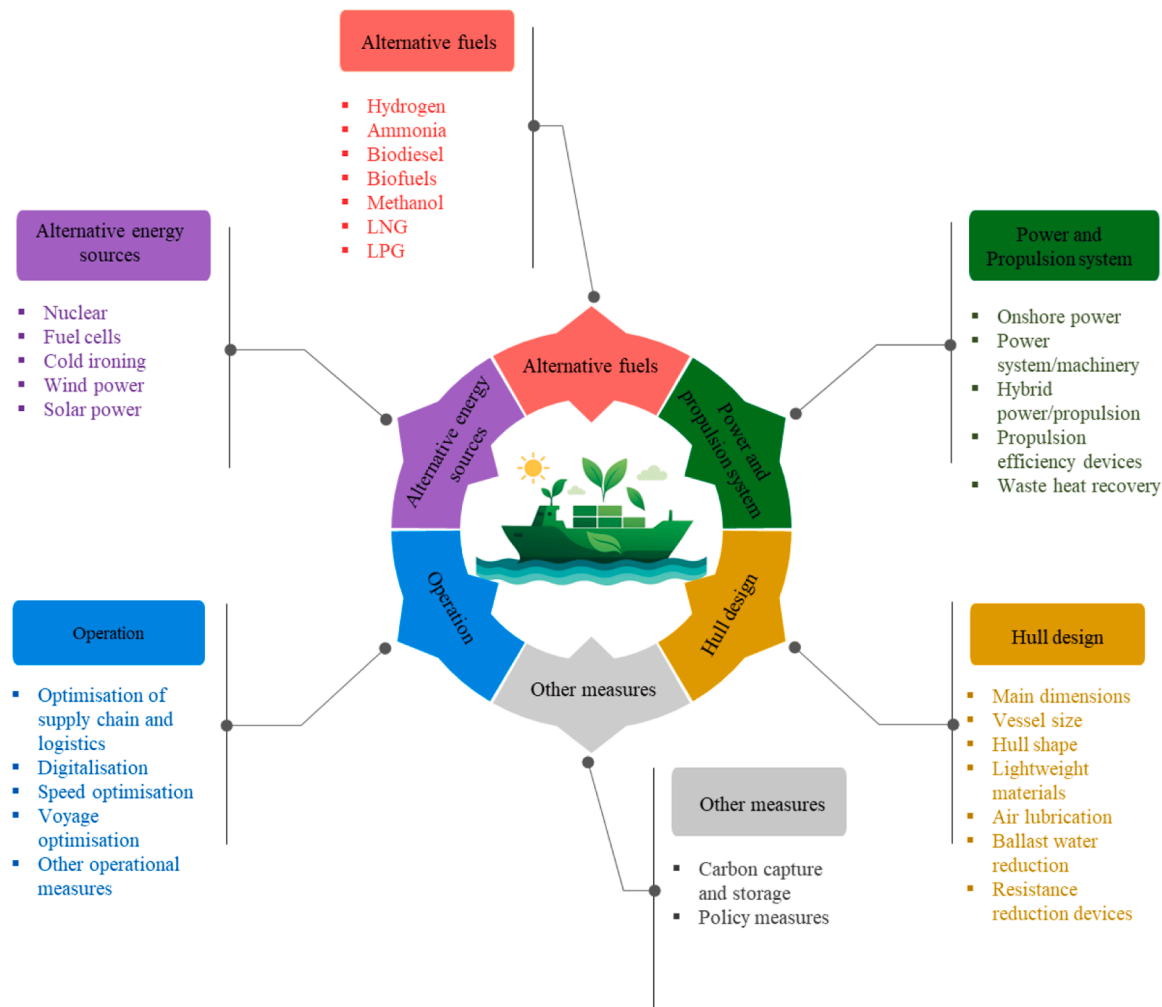 Alternative fuels
Hydrogen
Ammonia
Biodiesel
Biofuels
Methanol
LNG
LPG
Alternative energy
sources
Nuclear
Fuel cells
Cold ironing
Wind power
Solar power
Power and
Propulsion system
Onshore power
Power
system/machinery
Hybrid
power/propulsion
Propulsion
efficiency devices
Waste heat recovery
Alternative fuels
Alternative energy
sources
Power and
propulsion system
Operation
Hull design
Other measures
Operation
Optimisation of
supply chain and
logistics
Digitalisation
Speed optimisation
Voyage
optimisation
Other operational
measures
Hull design
Main dimensions
Vessel size
Hull shape
Lightweight
materials
Air lubrication
Ballast water
reduction
Resistance
reduction devices
Other measures
Carbon capture
and storage
Policy measures